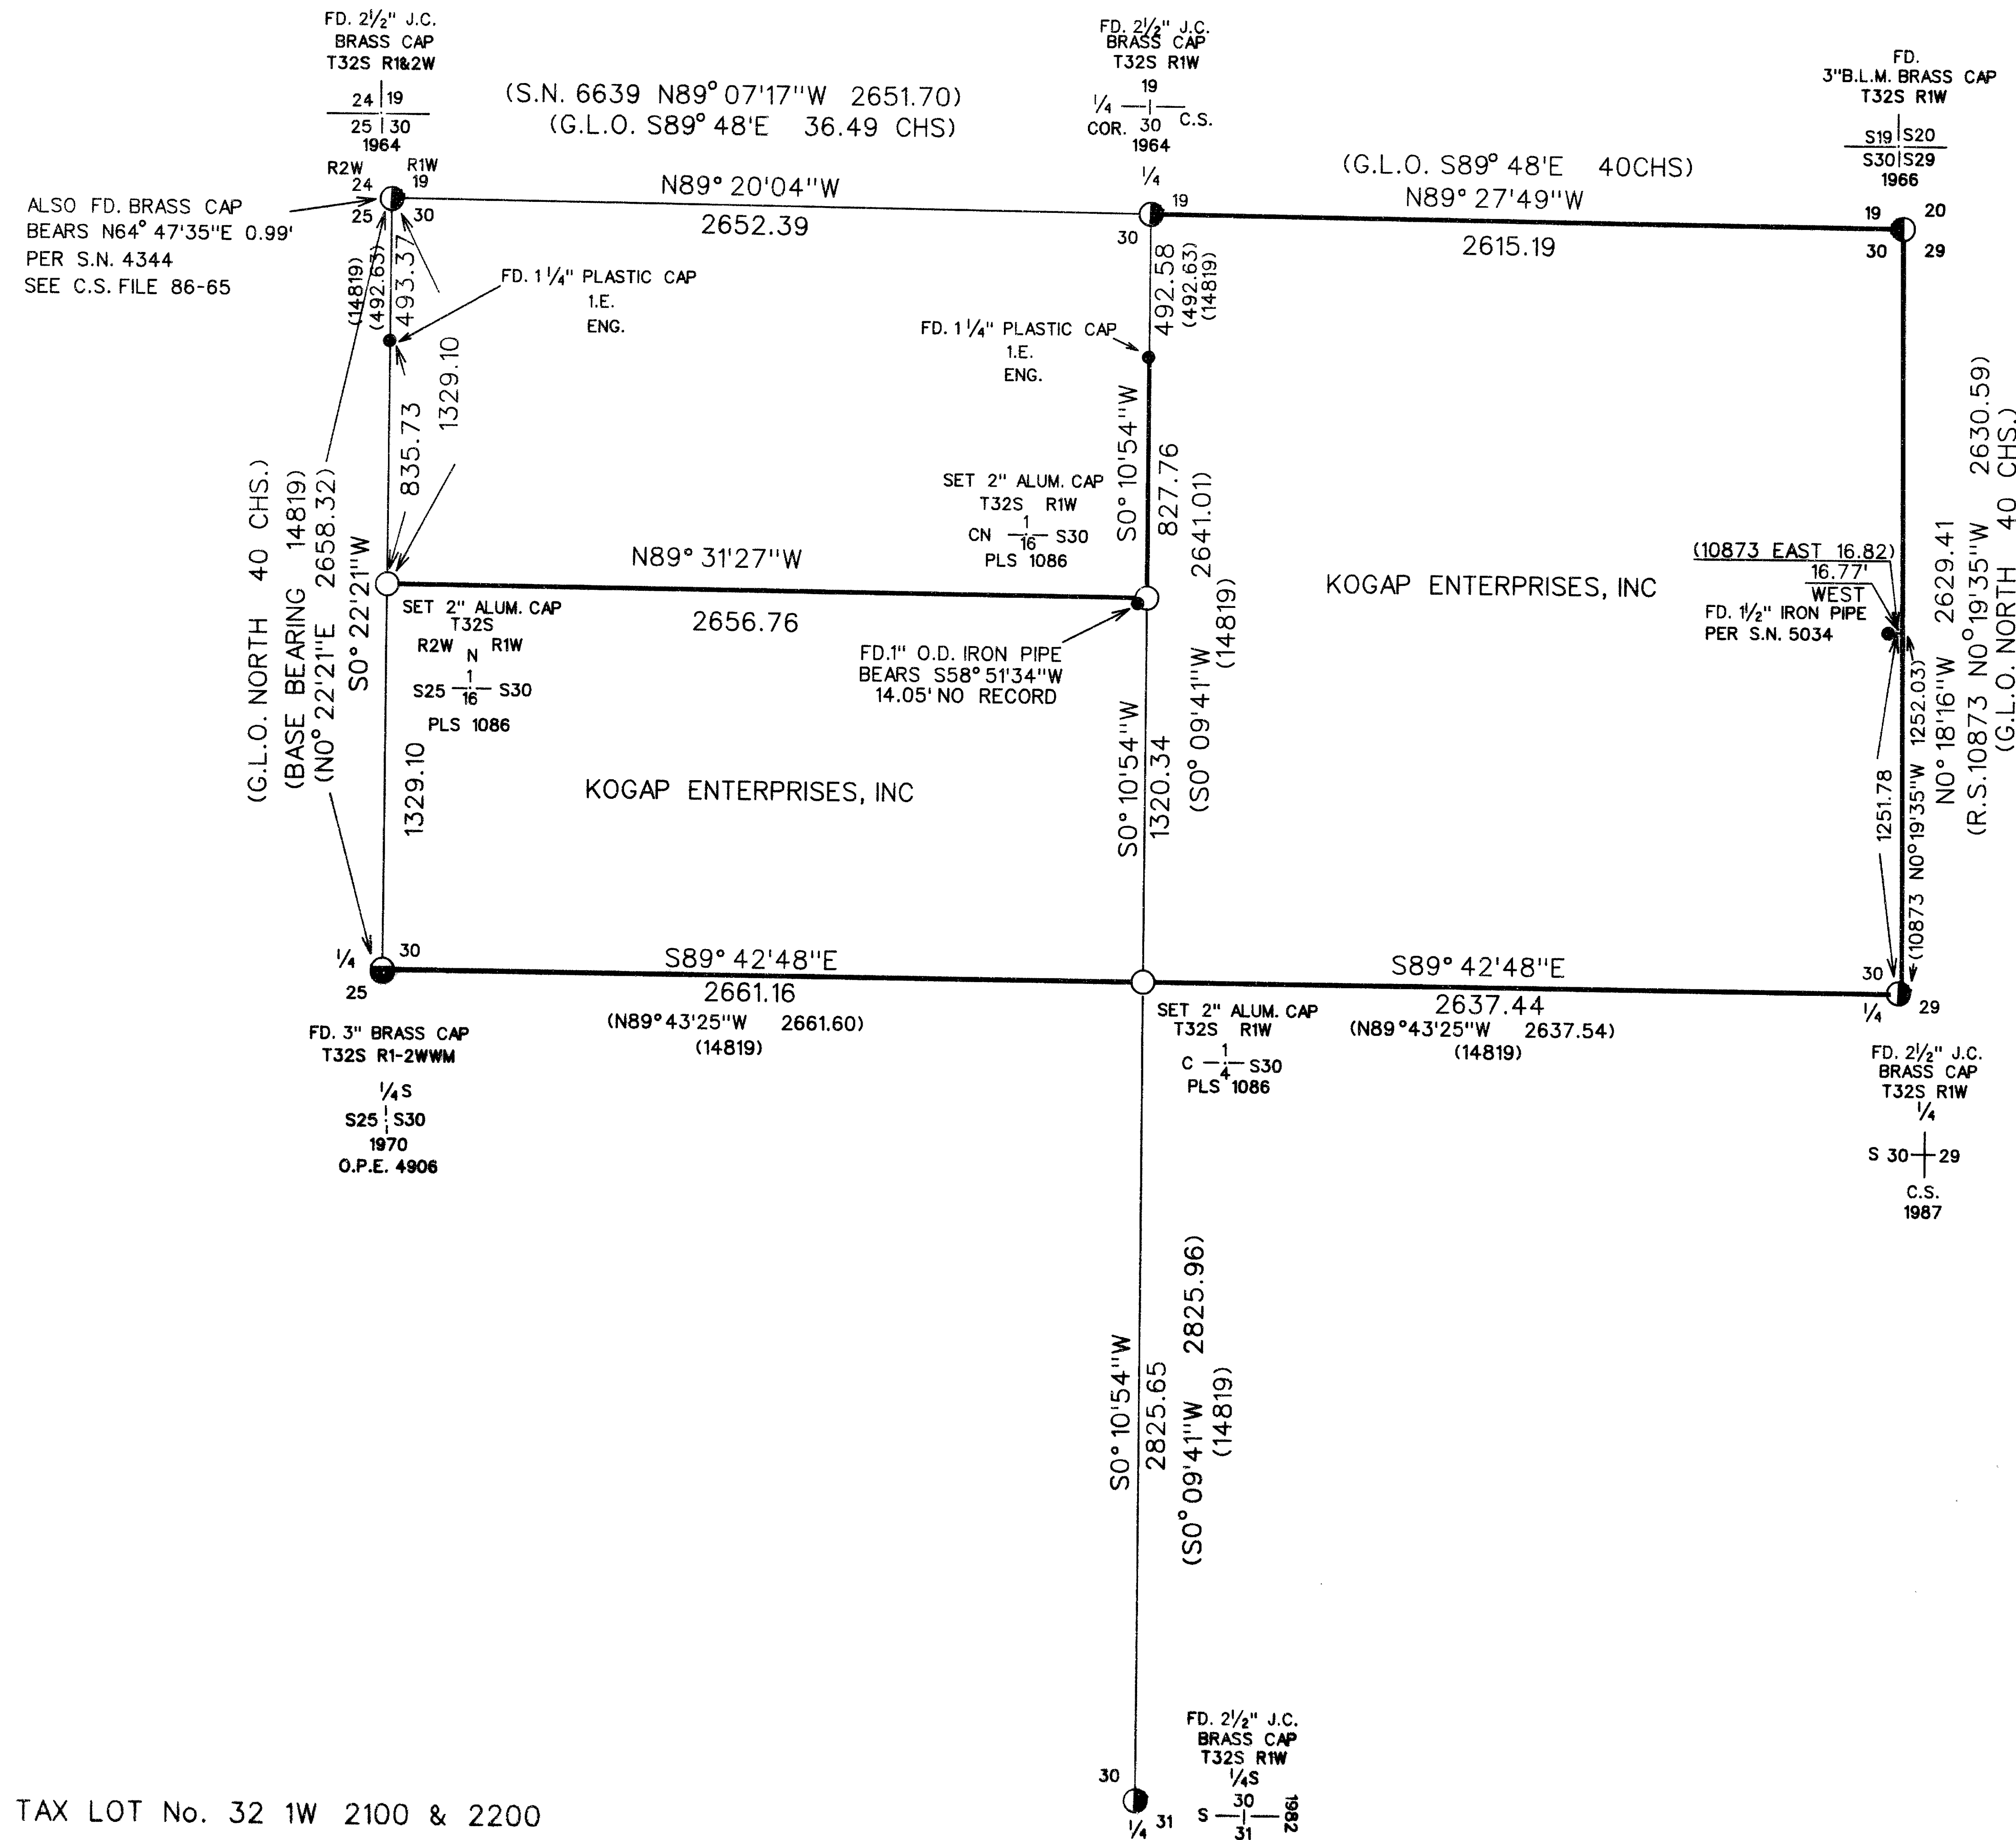 FD. 2 1/2" J.C.
BRASS CAP
T32S R1&2W
24 19
25 30
1964
R2W R1W
24 19
25 30
ALSO FD. BRASS CAP
BEARS N64° 47'35"E 0.99'
PER S.N. 4344
SEE C.S. FILE 86-65
(S.N. 6639 N89° 07'17"W 2651.70)
(G.L.O. S89° 48'E 36.49 CHS)
N89° 20'04"W
2652.39
FD. 2 1/2" J.C.
BRASS CAP
T32S R1W
19
1/4 C.S.
COR. 30
1964
1/4
19
30
(G.L.O. S89° 48'E 40CHS)
N89° 27'49"W
2615.19
FD.
3"B.L.M. BRASS CAP
T32S R1W
S19 S20
S30 S29
1966
19 20
30 29
(14819)
(492.63)
493.37
FD. 1 1/4" PLASTIC CAP
1.E.
ENG.
1329.10
835.73
492.58
(492.63)
(14819)
FD. 1 1/4" PLASTIC CAP
1.E.
ENG.
S0° 10'54"W
827.76
(S0° 09'41"W 2641.01)
(14819)
SET 2" ALUM. CAP
T32S R1W
1
CN S30
16
PLS 1086
(G.L.O. NORTH 40 CHS.)
(BASE BEARING 14819)
(N0° 22'21"E 2658.32)
S0° 22'21"W
N89° 31'27"W
2656.76
SET 2" ALUM. CAP
T32S
R2W N R1W
1
S25 S30
16
PLS 1086
FD.1" O.D. IRON PIPE
BEARS S58° 51'34"W
14.05' NO RECORD
KOGAP ENTERPRISES, INC
(10873 EAST 16.82)
16.77'
WEST
FD. 1 1/2" IRON PIPE
PER S.N. 5034
1251.78
(10873 N0° 19'35"W 1252.03)
N0° 18'16"W 2629.41
(R.S.10873 N0° 19'35"W 2630.59)
(G.L.O. NORTH 40 CHS.)
1329.10
KOGAP ENTERPRISES, INC
S0° 10'54"W
1320.34
1/4 30
25
S89° 42'48"E
2661.16
(N89° 43'25"W 2661.60)
(14819)
S89° 42'48"E
2637.44
(N89° 43'25"W 2637.54)
(14819)
30
1/4 29
FD. 3" BRASS CAP
T32S R1-2WWM
1/4 S
S25 S30
1970
O.P.E. 4906
SET 2" ALUM. CAP
T32S R1W
1
C S30
4
PLS 1086
FD. 2 1/2" J.C.
BRASS CAP
T32S R1W
1/4
S 30 29
C.S.
1987
S0° 10'54"W
2825.65
(S0° 09'41"W 2825.96)
(14819)
FD. 2 1/2" J.C.
BRASS CAP
T32S R1W
1/4S
30
S 1982
31
30
1/4 31
TAX LOT No. 32 1W 2100 & 2200